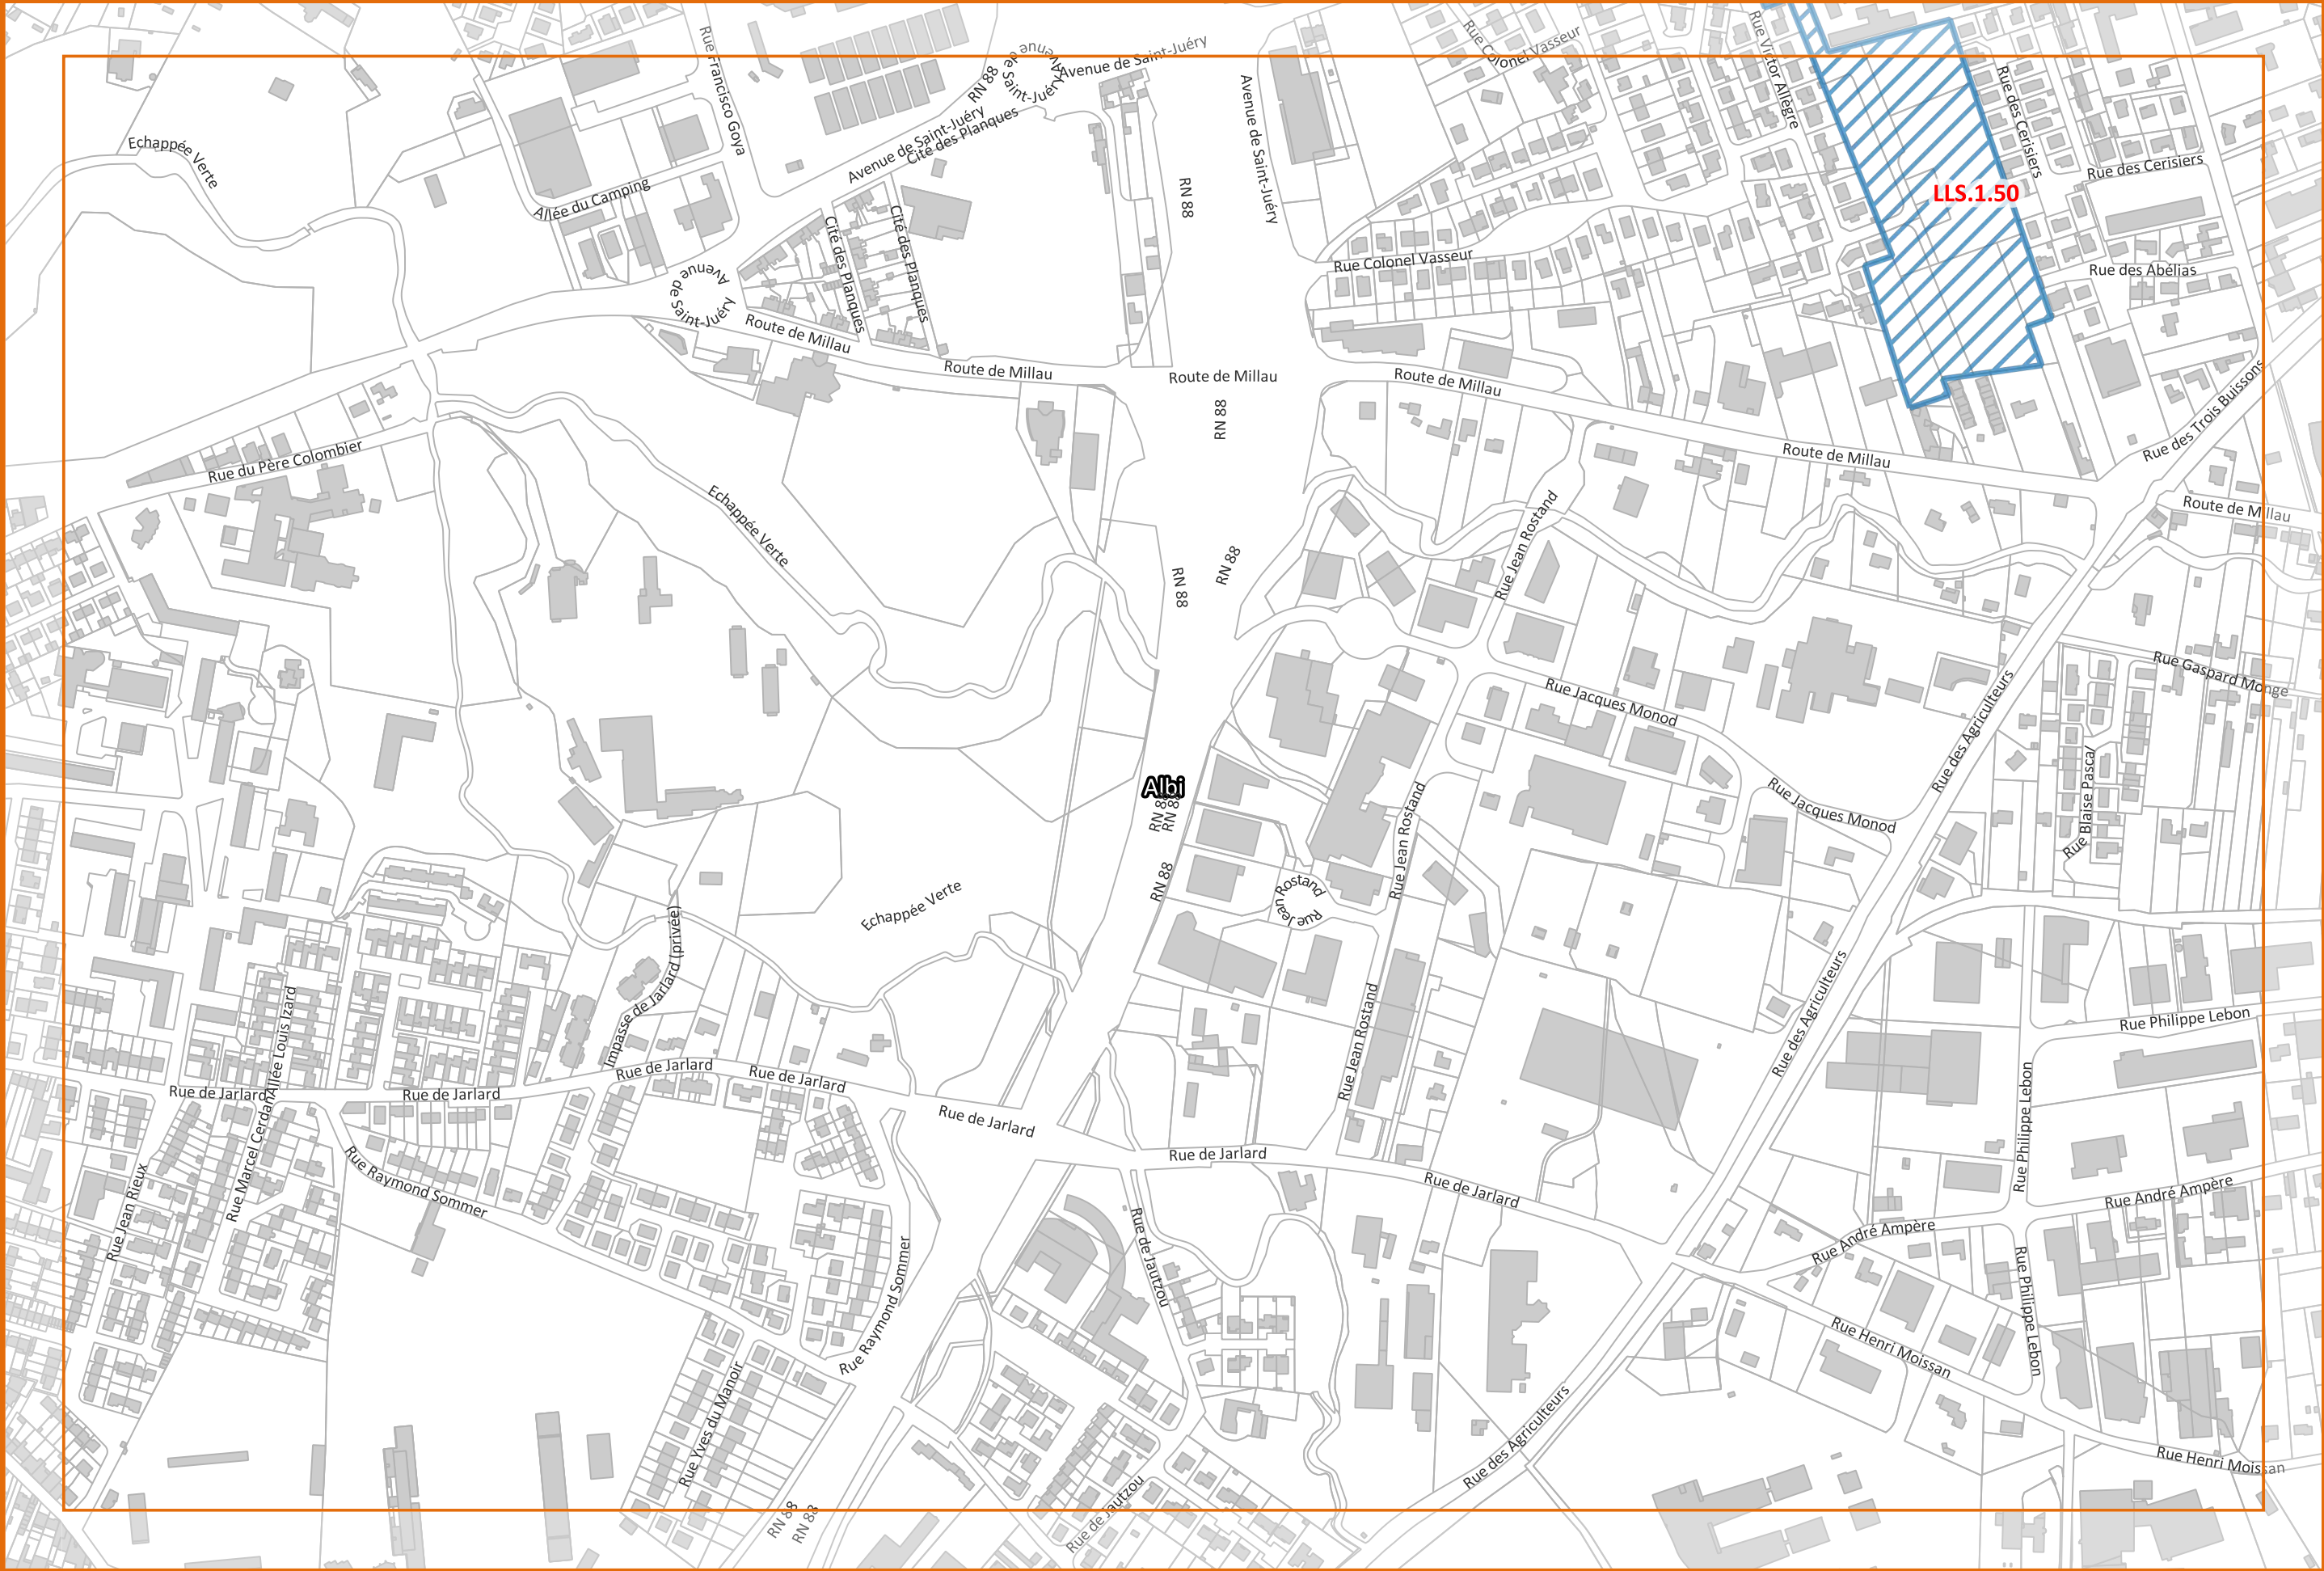 Rue Francisco Goya
RN 88
Avenue de Saint-Juéry
Avenue de Saint-Juéry
Rue Colonel Vasseur
Rue Victor Allègre
Rue des Cerisiers
Echappée Verte
Avenue de Saint-Juéry
Cité des Planques
Avenue de Saint-Juéry
Rue des Cerisiers
LLS.1.50
Allée du Camping
RN 88
Cité des Planques
Cité des Planques
Rue Colonel Vasseur
Rue des Abélias
Avenue de Saint-Juéry
Route de Millau
Route de Millau
Route de Millau
Route de Millau
RN 88
Rue des Trois Buissons
Route de Millau
Rue du Père Colombier
Route de Millau
Echappée Verte
Rue Jean Rostand
RN 88
RN 88
Rue Gaspard Monge
Rue Jacques Monod
Rue des Agriculteurs
Albi
RN 88
RN 88
Rue Jacques Monod
Rue Blaise Pascal
Rue Jean Rostand
RN 88
Rue Jean Rostand
Echappée Verte
Impasse de Jarlard (privée)
Rue des Agriculteurs
Rue Philippe Lebon
Allée Louis Izard
Rue Jean Rostand
Rue de Jarlard
Rue de Jarlard
Rue de Jarlard
Rue de Jarlard
Rue de Jarlard
Rue Philippe Lebon
Rue Marcel Cerdan
Rue de Jarlard
Rue de Jarlard
Rue Raymond Sommer
Rue André Ampère
Rue Jean Rieux
Rue de Jautzou
Rue André Ampère
Rue Raymond Sommer
Rue Philippe Lebon
Rue Henri Moissan
Rue Yves du Manoir
Rue des Agriculteurs
Rue Henri Moissan
RN 88
RN 88
Rue de Jautzou